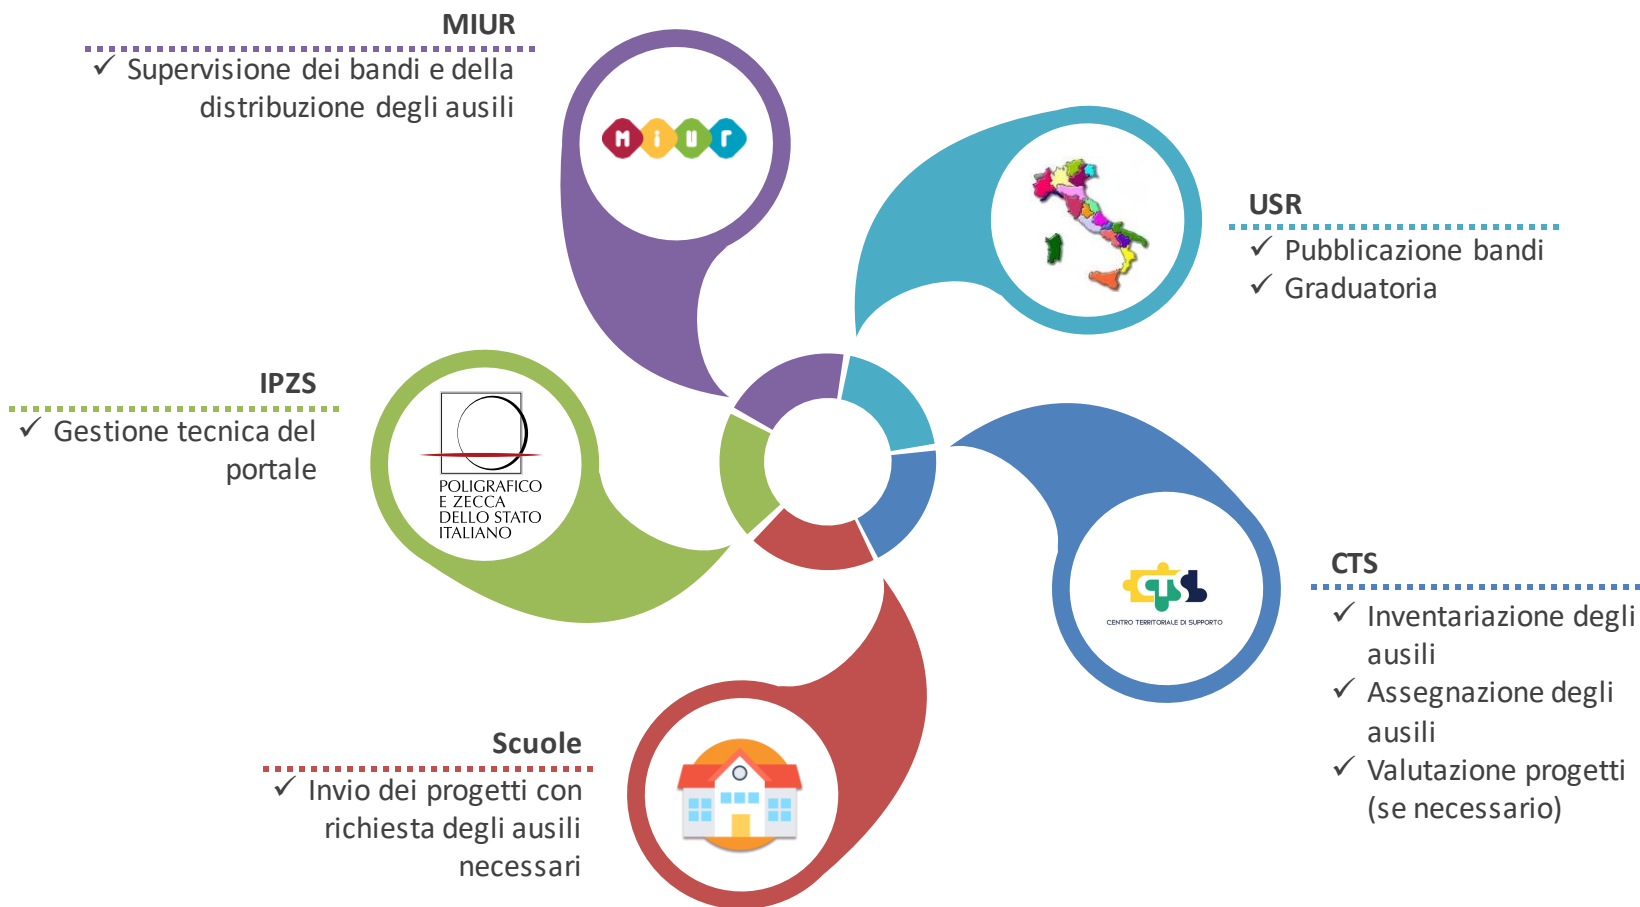 MIUR
✓ Supervisione dei bandi e della
distribuzione degli ausili
MiUr
USR
✓ Pubblicazione bandi
✓ Graduatoria
IPZS
✓ Gestione tecnica del
portale
POLIGRAFICO
E ZECCA
DELLO STATO
ITALIANO
CTS
✓ Inventariazione degli
ausili
✓ Assegnazione degli
ausili
✓ Valutazione progetti
(se necessario)
CTS
CENTRO TERRITORIALE DI SUPPORTO
Scuole
✓ Invio dei progetti con
richiesta degli ausili
necessari